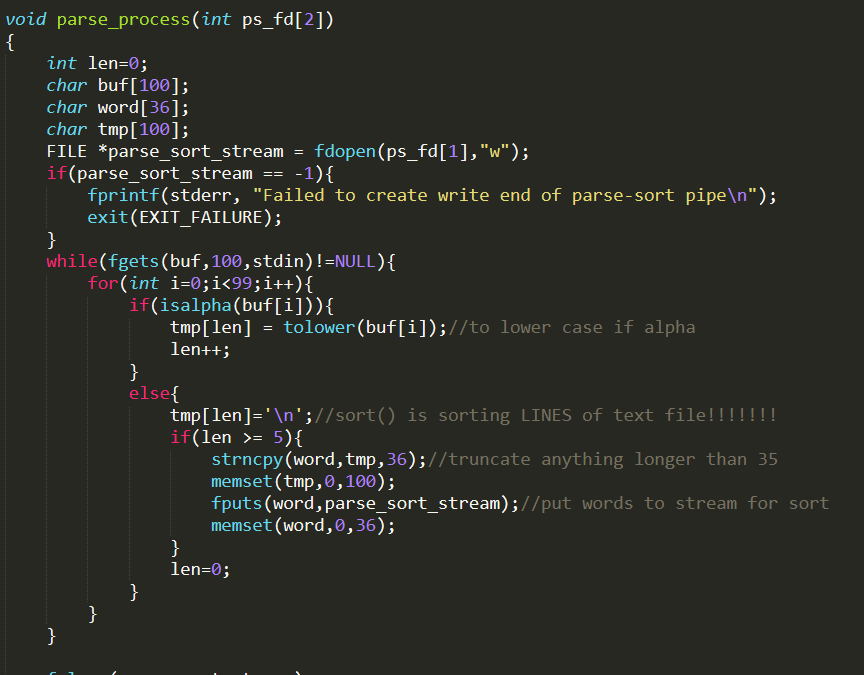 void parse_process(int ps_fd[2])
{
    int len=0;
    char buf[100];
    char word[36];
    char tmp[100];
    FILE *parse_sort_stream = fdopen(ps_fd[1],"w");
    if(parse_sort_stream == -1){
        fprintf(stderr, "Failed to create write end of parse-sort pipe\n");
        exit(EXIT_FAILURE);
    }
    while(fgets(buf,100,stdin)!=NULL){
        for(int i=0;i<99;i++){
            if(isalpha(buf[i])){
                tmp[len] = tolower(buf[i]);//to lower case if alpha
                len++;
            }
            else{
                tmp[len]='\n';//sort() is sorting LINES of text file!!!!!!!
                if(len >= 5){
                    strncpy(word,tmp,36);//truncate anything longer than 35
                    memset(tmp,0,100);
                    fputs(word,parse_sort_stream);//put words to stream for sort
                    memset(word,0,36);
                }
                len=0;
            }
        }
    }